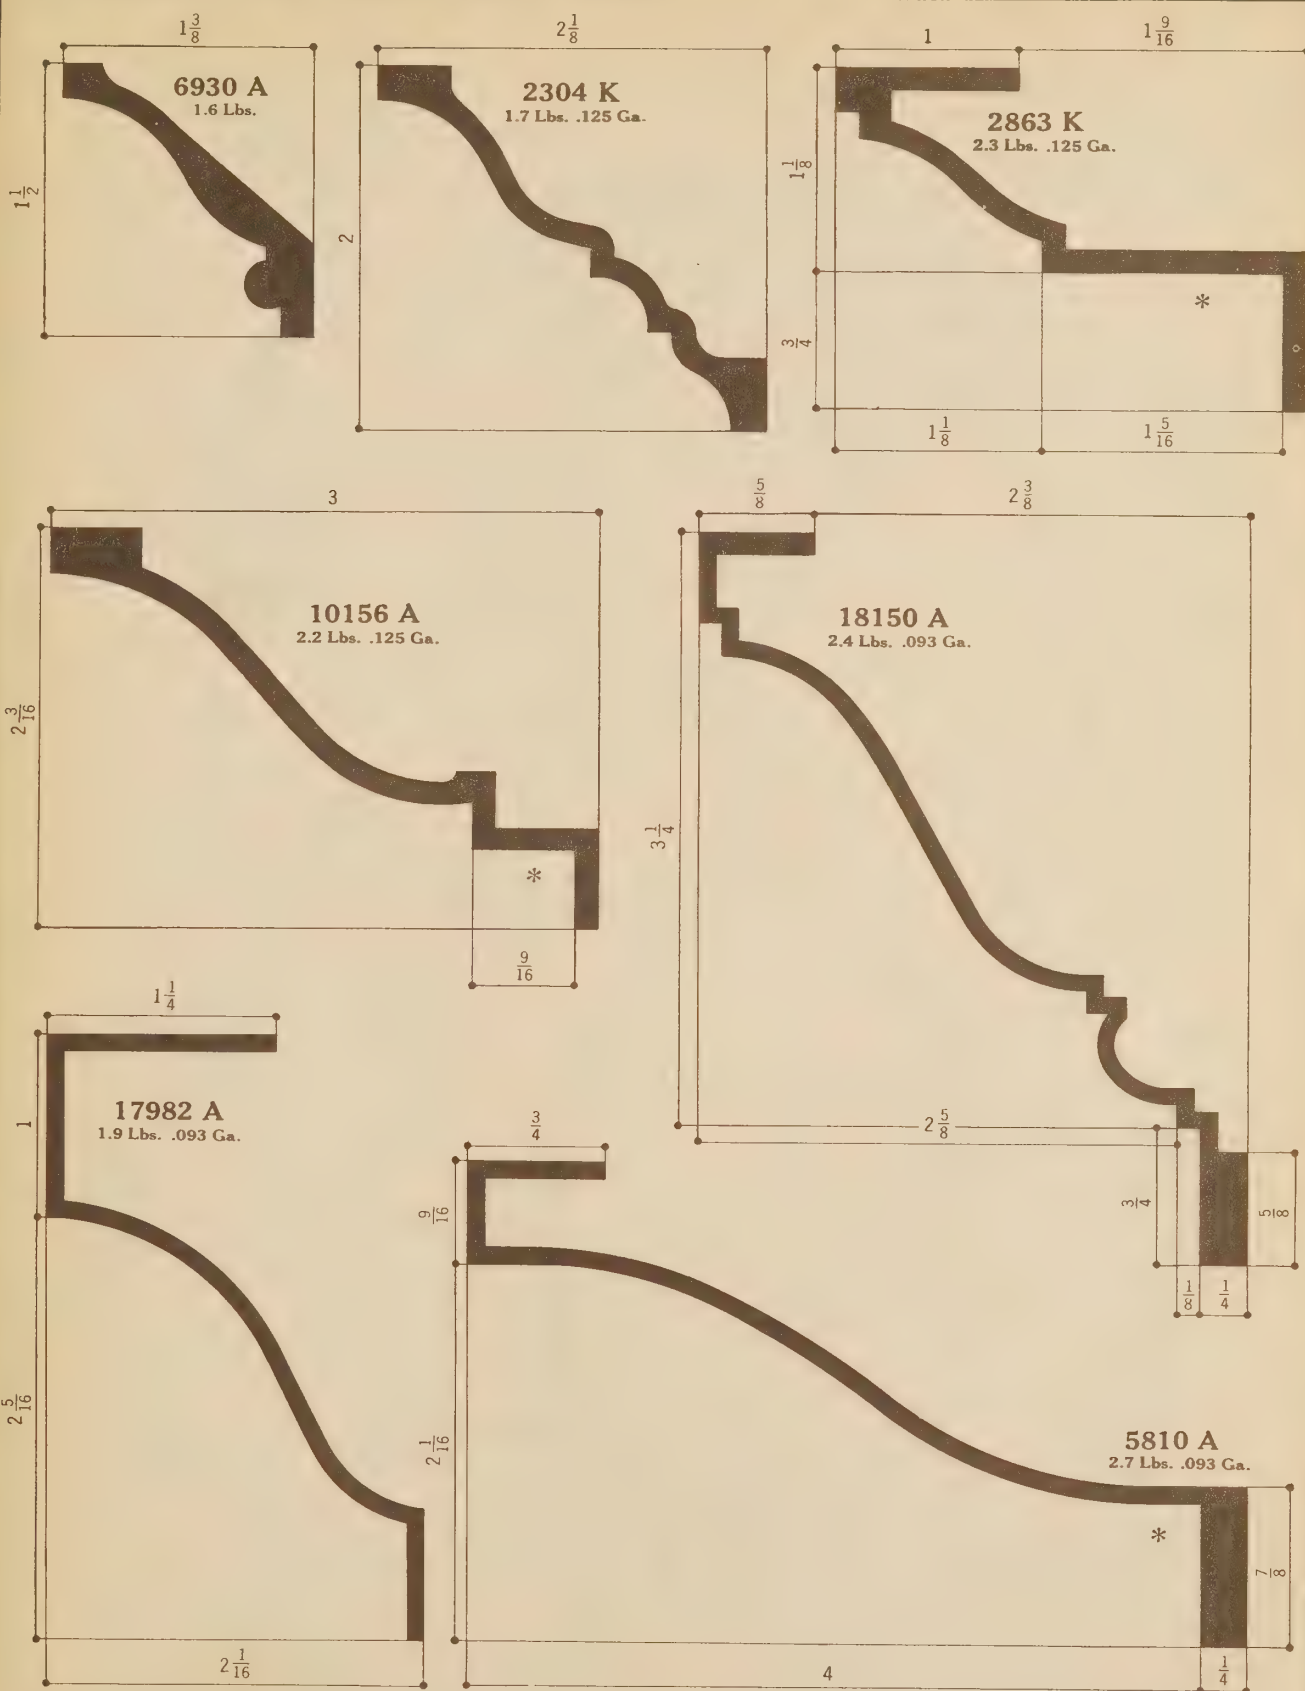 1 3/8
2 1/8
1
1 9/16
6930 A
1.6 Lbs.
1 1/2
2304 K
1.7 Lbs. .125 Ga.
2
2863 K
2.3 Lbs. .125 Ga.
1 1/8
*
3/4
1 1/8
1 5/16
3
5/8
2 3/8
10156 A
2.2 Lbs. .125 Ga.
2 3/16
*
9/16
18150 A
2.4 Lbs. .093 Ga.
3 1/4
2 5/8
3/4
5/8
1/8
1/4
1 1/4
17982 A
1.9 Lbs. .093 Ga.
1
2 5/16
2 1/16
3/4
9/16
2 1/16
5810 A
2.7 Lbs. .093 Ga.
*
7/8
4
1/4